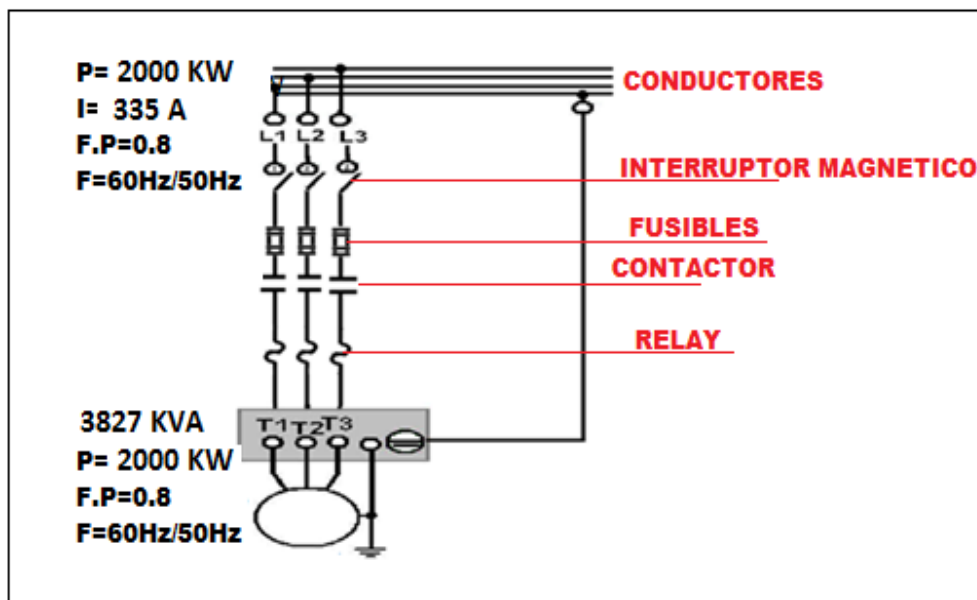 P= 2000 KW
I= 335 A
F.P=0.8
F=60Hz/50Hz
CONDUCTORES
L1 L2 L3
INTERRUPTOR MAGNETICO
FUSIBLES
CONTACTOR
RELAY
3827 KVA
P= 2000 KW
F.P=0.8
F=60Hz/50Hz
T1 T2 T3